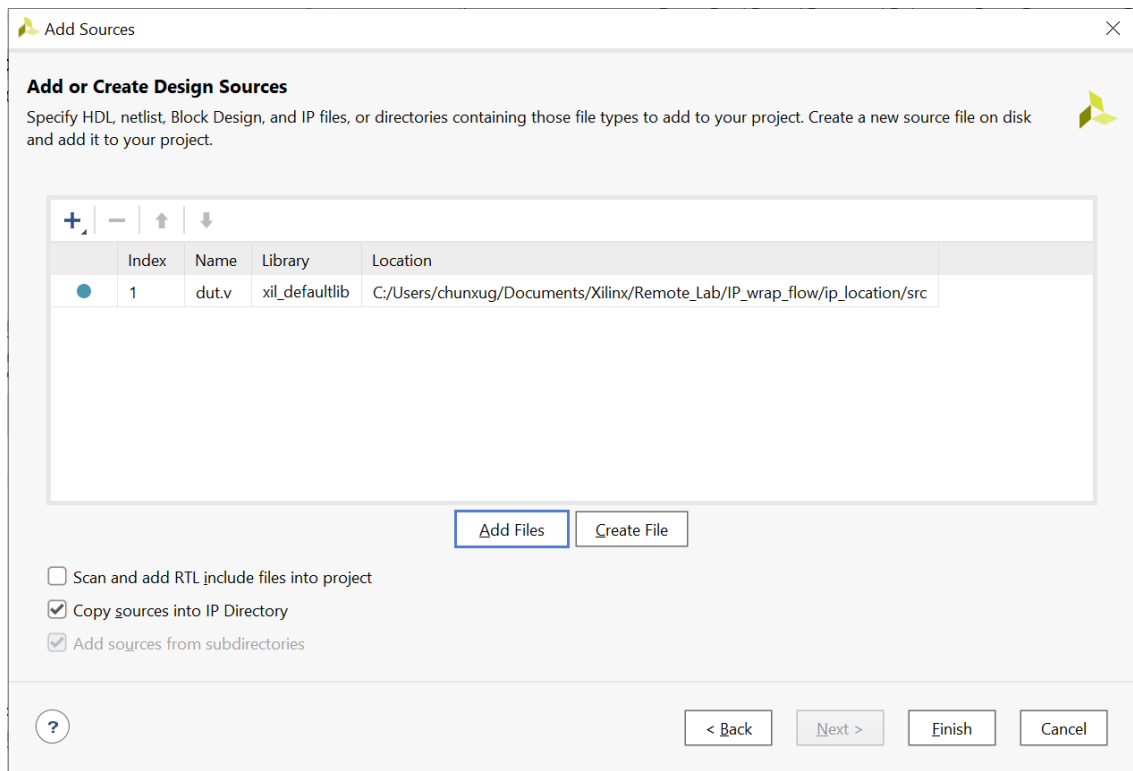 Add Sources
Add or Create Design Sources
Specify HDL, netlist, Block Design, and IP files, or directories containing those file types to add to your project. Create a new source file on disk
and add it to your project.
Index Name Library Location
1 dut.v xil_defaultlib C:/Users/chunxug/Documents/Xilinx/Remote_Lab/IP_wrap_flow/ip_location/src
Add Files Create File
Scan and add RTL include files into project
Copy sources into IP Directory
Add sources from subdirectories
? < Back Next > Finish Cancel